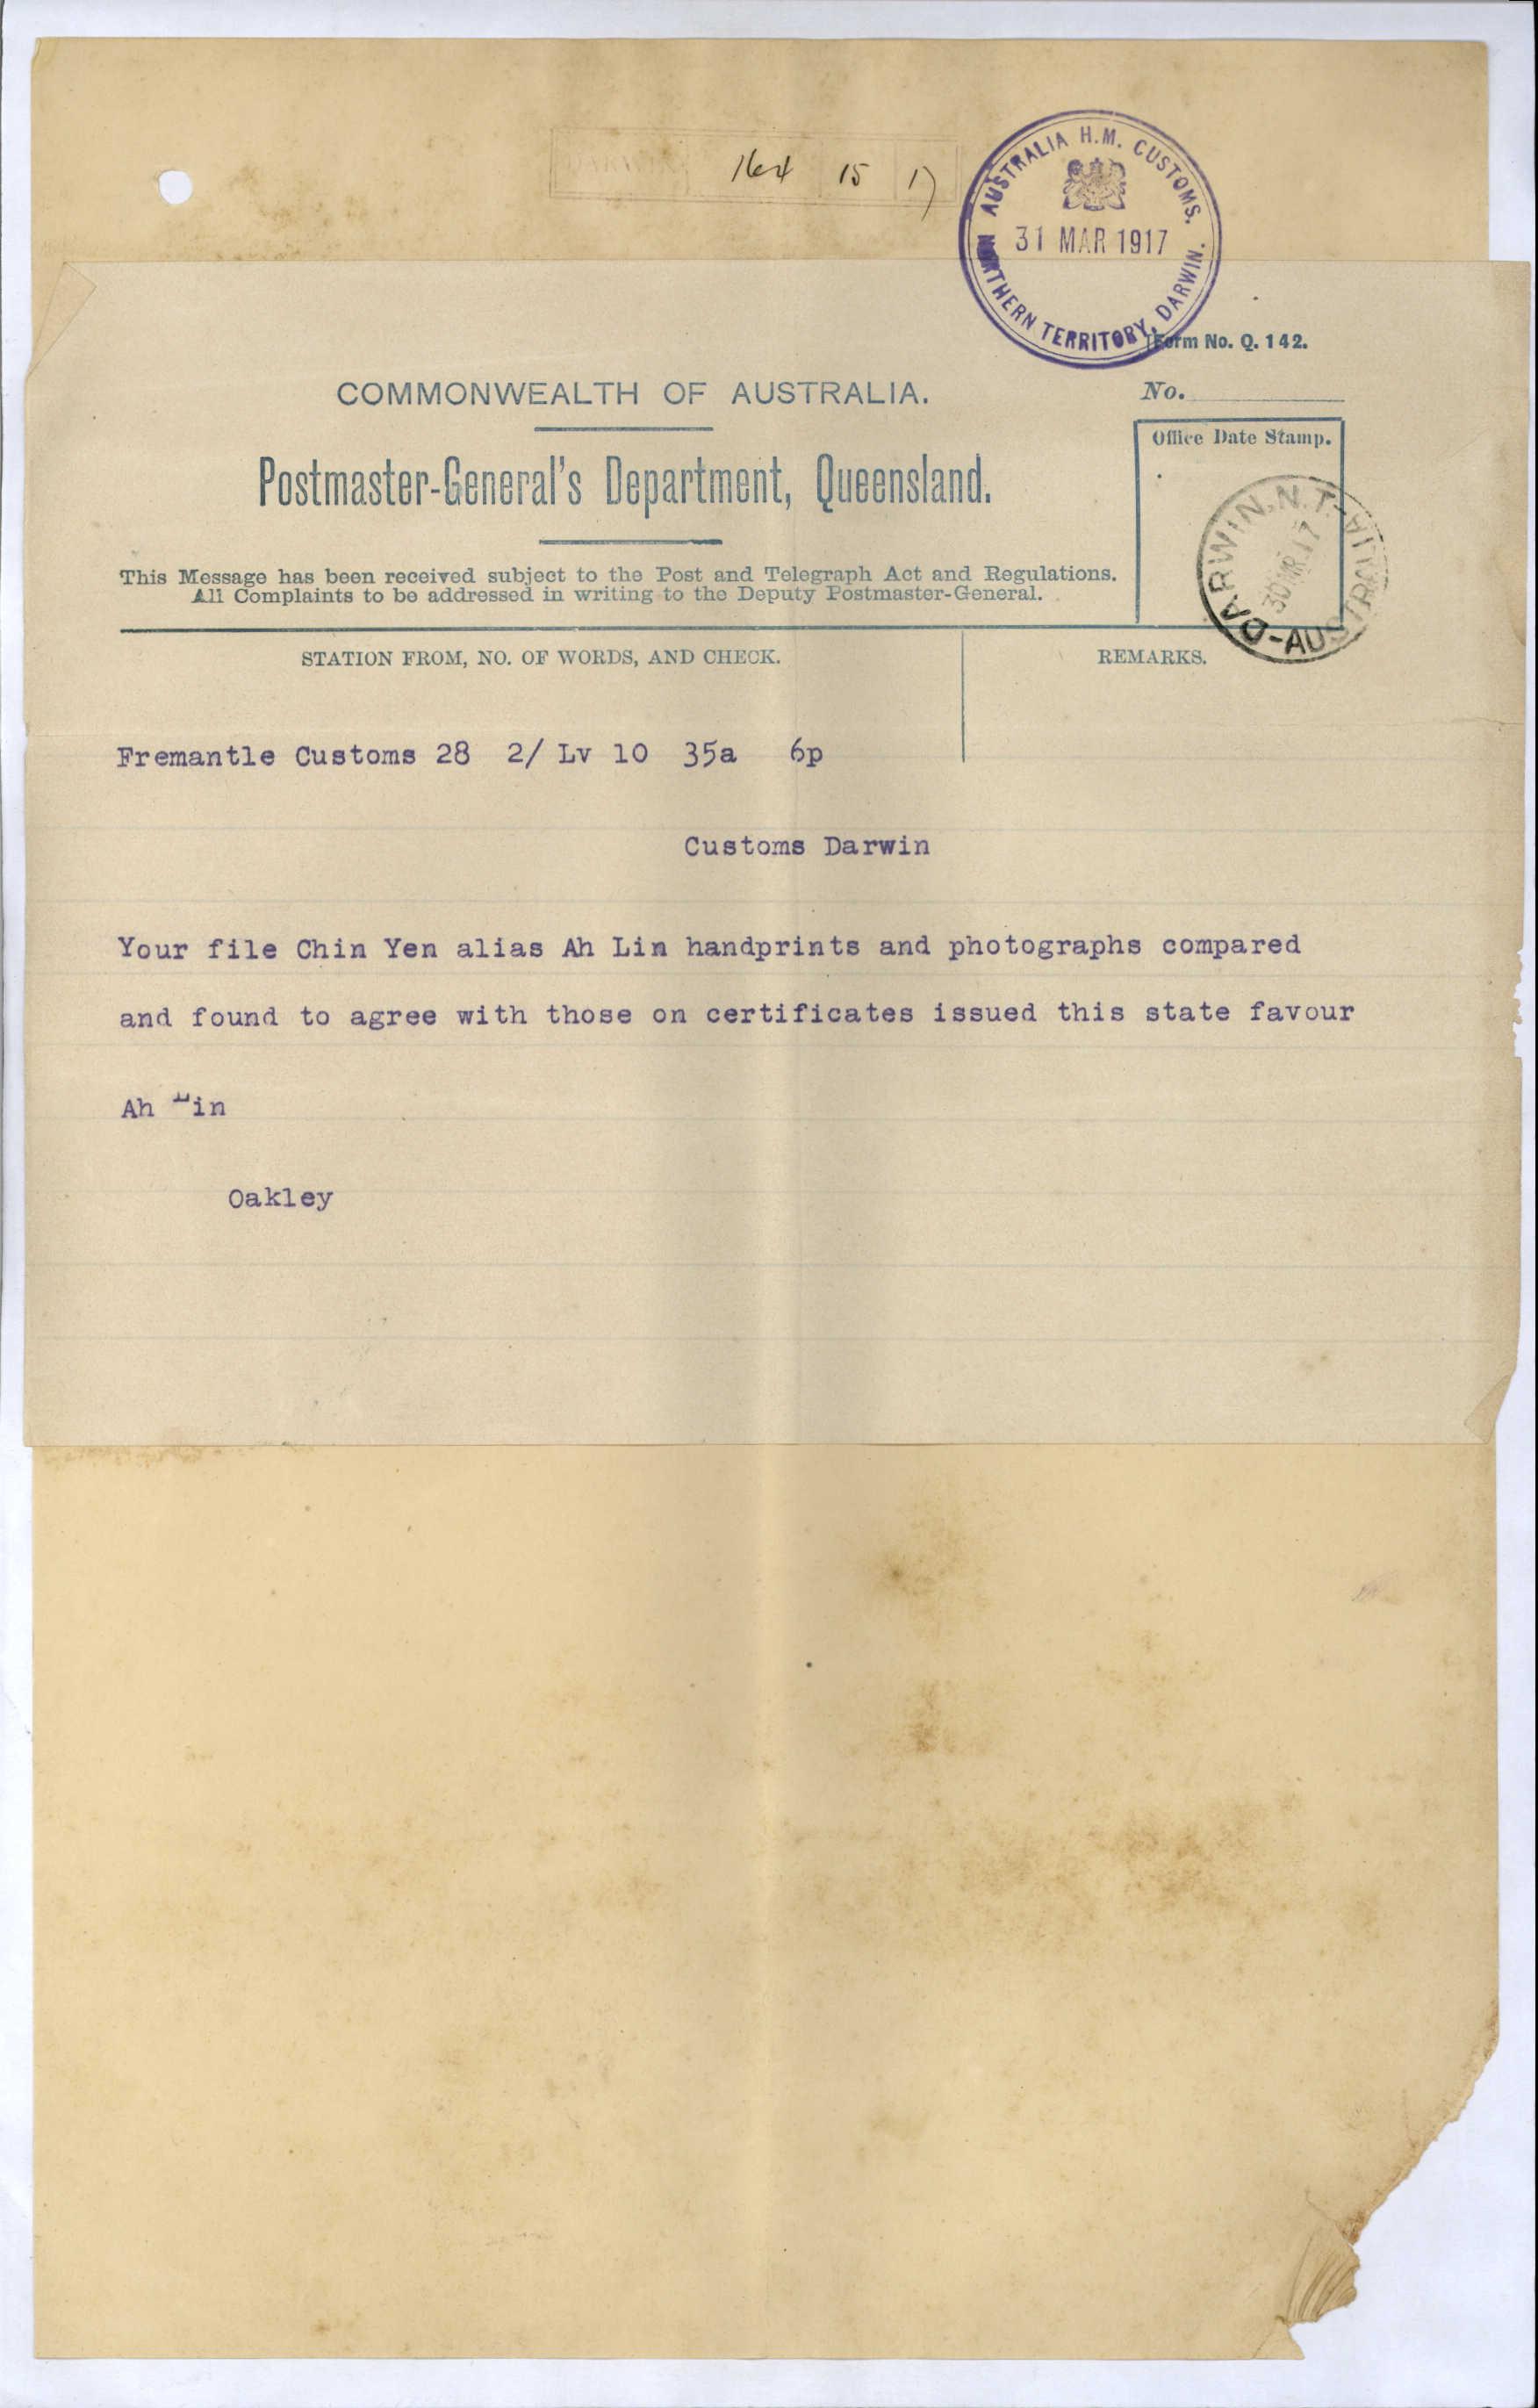 164 15 17
AUSTRALIA H.M. CUSTOMS.
31 MAR 1917
NORTHERN TERRITORY, DARWIN.
Form No. Q. 142.
COMMONWEALTH OF AUSTRALIA.
No.
Office Date Stamp.
Postmaster-General's Department, Queensland.
DARWIN. N.T.-AUSTRALIA
30 MR 17
This Message has been received subject to the Post and Telegraph Act and Regulations.
All Complaints to be addressed in writing to the Deputy Postmaster-General.
STATION FROM, NO. OF WORDS, AND CHECK.
REMARKS.
Fremantle Customs 28 2/ Lv 10 35a 6p
Customs Darwin
Your file Chin Yen alias Ah Lin handprints and photographs compared
and found to agree with those on certificates issued this state favour
Ah Lin
Oakley